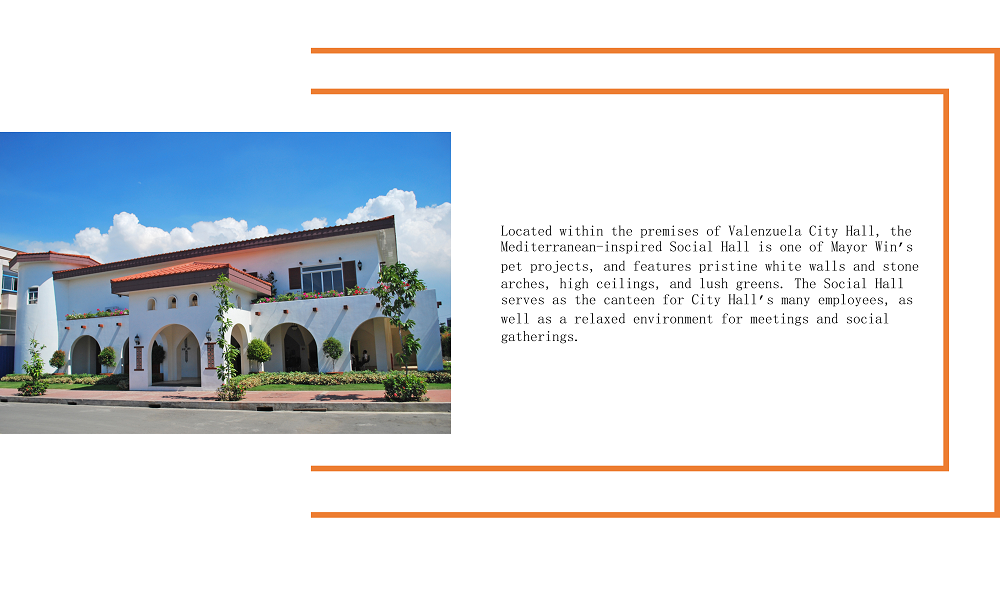 Located within the premises of Valenzuela City Hall, the
Mediterranean-inspired Social Hall is one of Mayor Win’s
pet projects, and features pristine white walls and stone
arches, high ceilings, and lush greens. The Social Hall
serves as the canteen for City Hall’s many employees, as
well as a relaxed environment for meetings and social
gatherings.